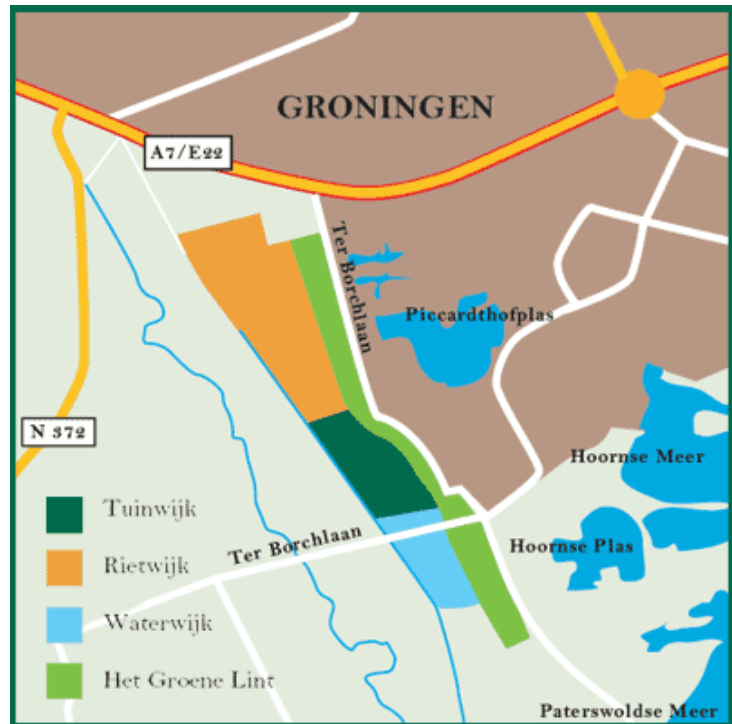 GRONINGEN
A7/E22
Ter Borchlaan
Piccardthofplas
N 372
Hoornse Meer
Tuinwijk
Ter Borchlaan
Hoornse Plas
Rietwijk
Waterwijk
Het Groene Lint
Paterswoldse Meer